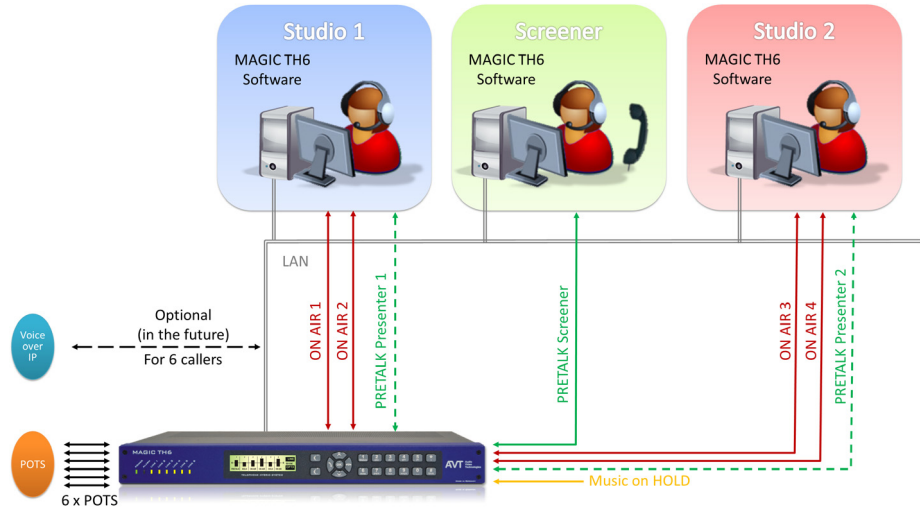 Studio 1
MAGIC TH6
Software
Screener
MAGIC TH6
Software
Studio 2
MAGIC TH6
Software
LAN
ON AIR 1
ON AIR 2
PRETALK Presenter 1
PRETALK Screener
ON AIR 3
ON AIR 4
PRETALK Presenter 2
Voice
over
IP
Optional
(in the future)
For 6 callers
POTS
6 x POTS
MAGIC TH6
AVT
Music on HOLD